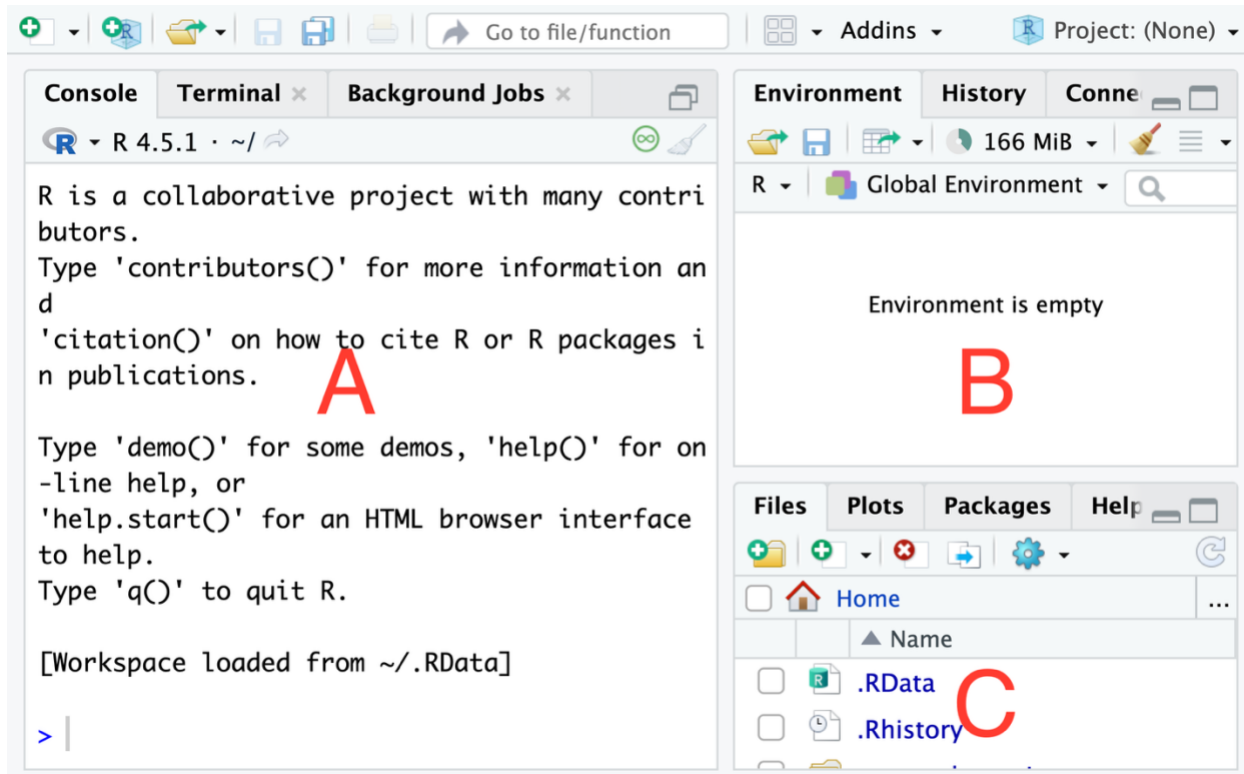 Go to file/function
Addins
Project: (None)
Console Terminal Background Jobs
R 4.5.1 · ~/
R is a collaborative project with many contri
butors.
Type 'contributors()' for more information an
d
'citation()' on how to cite R or R packages i
n publications.
A
Type 'demo()' for some demos, 'help()' for on
-line help, or
'help.start()' for an HTML browser interface
to help.
Type 'q()' to quit R.
[Workspace loaded from ~/.RData]
>
Environment History Conne
166 MiB
R Global Environment
Environment is empty
B
Files Plots Packages Help
Home ...
Name
.RData
.Rhistory
C